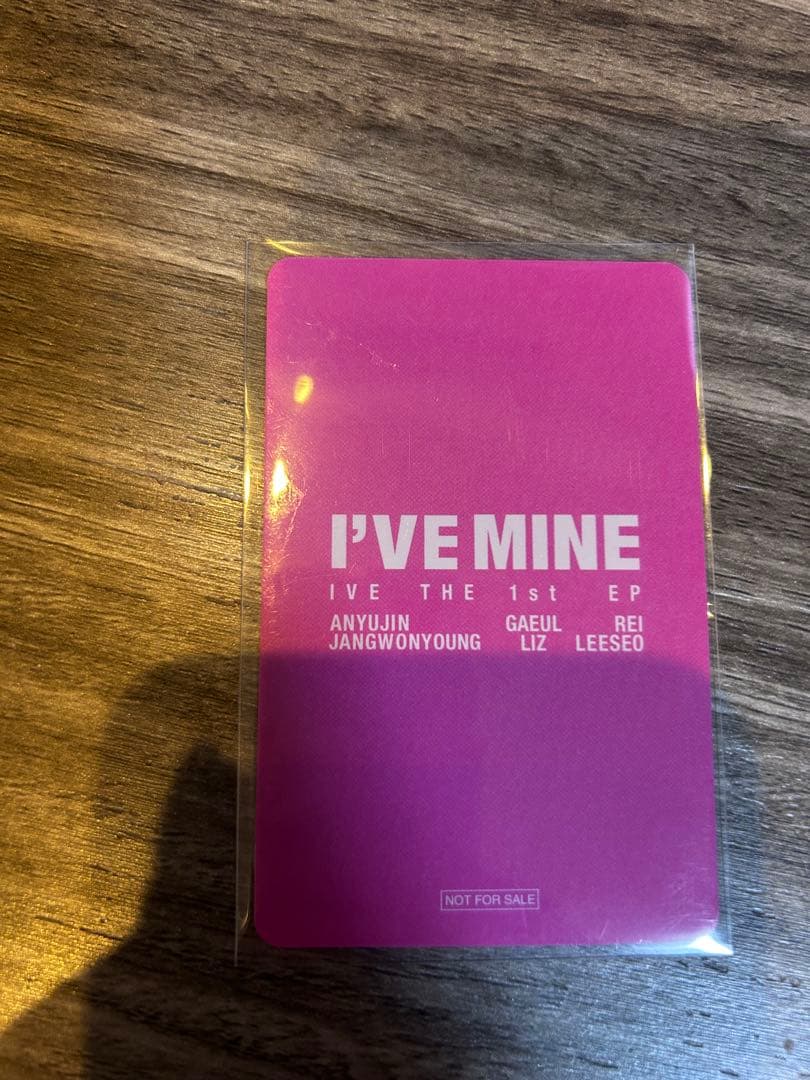 I'VE MINE
IVE THE 1st EP
ANYUJIN GAEUL REI
JANGWONYOUNG LIZ LEESEO
NOT FOR SALE